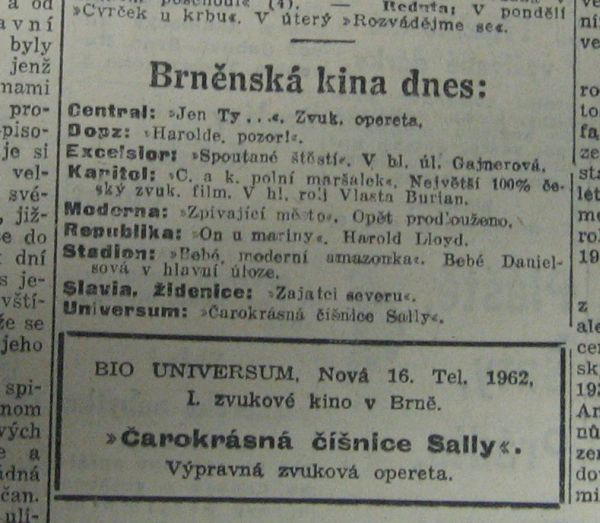 »Cvrček u krbu«. V úterý »Rozvádějme se«.
Brněnská kina dnes:
Central: »Jen Ty...«. Zvuk. opereta.
Dopz: »Harolde, pozor!«.
Excelsior: »Spoutané štěstí«. V hl. úl. Gajnerová.
Kapitol: »C. a k. polní maršálek«. Největší 100% če-
ský zvuk. film. V hl. roli Vlasta Burian.
Moderna: »Zpívající město«. Opět prodlouženo.
Republika: »On u mariny«. Harold Lloyd.
Stadion: »Bebé, moderní amazonka«. Bebé Daniel-
sová v hlavní úloze.
Slavia, Židenice: »Zajatci severu«.
Universum: »Čarokrásná číšnice Sally«.
BIO UNIVERSUM, Nová 16. Tel. 1962.
I. zvukové kino v Brně.
»Čarokrásná číšnice Sally«.
Výpravná zvuková opereta.